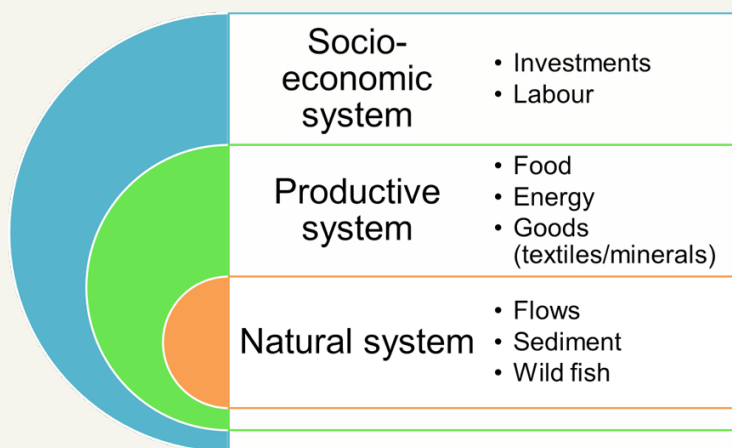 Socio-
economic
system
• Investments
• Labour
Productive
system
• Food
• Energy
• Goods
(textiles/minerals)
Natural system
• Flows
• Sediment
• Wild fish